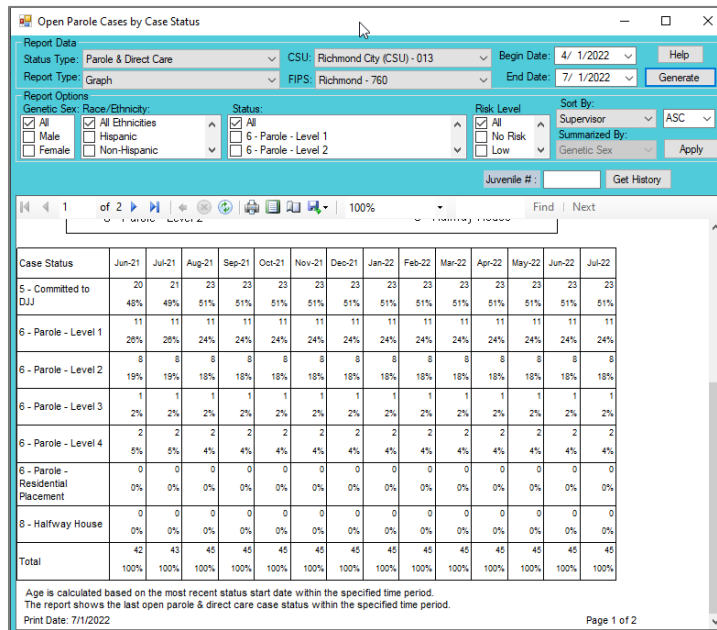 Open Parole Cases by Case Status
Report Data
Status Type: Parole & Direct Care CSU: Richmond City (CSU) - 013 Begin Date: 4/ 1/2022 Help
Report Type: Graph FIPS: Richmond - 760 End Date: 7/ 1/2022 Generate
Report Options
Genetic Sex: Race/Ethnicity: Status: Risk Level Sort By:
All All Ethnicities All All Supervisor ASC
Male Hispanic 6 - Parole - Level 1 No Risk Summarized By:
Female Non-Hispanic 6 - Parole - Level 2 Low Genetic Sex Apply
Juvenile # : Get History
1 of 2 100% Find | Next
Case Status Jun-21 Jul-21 Aug-21 Sep-21 Oct-21 Nov-21 Dec-21 Jan-22 Feb-22 Mar-22 Apr-22 May-22 Jun-22 Jul-22
5 - Committed to DJJ 20 21 23 23 23 23 23 23 23 23 23 23 23 23
48% 49% 51% 51% 51% 51% 51% 51% 51% 51% 51% 51% 51% 51%
6 - Parole - Level 1 11 11 11 11 11 11 11 11 11 11 11 11 11 11
26% 26% 24% 24% 24% 24% 24% 24% 24% 24% 24% 24% 24% 24%
6 - Parole - Level 2 8 8 8 8 8 8 8 8 8 8 8 8 8 8
19% 19% 18% 18% 18% 18% 18% 18% 18% 18% 18% 18% 18% 18%
6 - Parole - Level 3 1 1 1 1 1 1 1 1 1 1 1 1 1 1
2% 2% 2% 2% 2% 2% 2% 2% 2% 2% 2% 2% 2% 2%
6 - Parole - Level 4 2 2 2 2 2 2 2 2 2 2 2 2 2 2
5% 5% 4% 4% 4% 4% 4% 4% 4% 4% 4% 4% 4% 4%
6 - Parole - Residential Placement 0 0 0 0 0 0 0 0 0 0 0 0 0 0
0% 0% 0% 0% 0% 0% 0% 0% 0% 0% 0% 0% 0% 0%
8 - Halfway House 0 0 0 0 0 0 0 0 0 0 0 0 0 0
0% 0% 0% 0% 0% 0% 0% 0% 0% 0% 0% 0% 0% 0%
Total 42 43 45 45 45 45 45 45 45 45 45 45 45 45
100% 100% 100% 100% 100% 100% 100% 100% 100% 100% 100% 100% 100% 100%
Age is calculated based on the most recent status start date within the specified time period.
The report shows the last open parole & direct care case status within the specified time period.
Print Date: 7/1/2022 Page 1 of 2